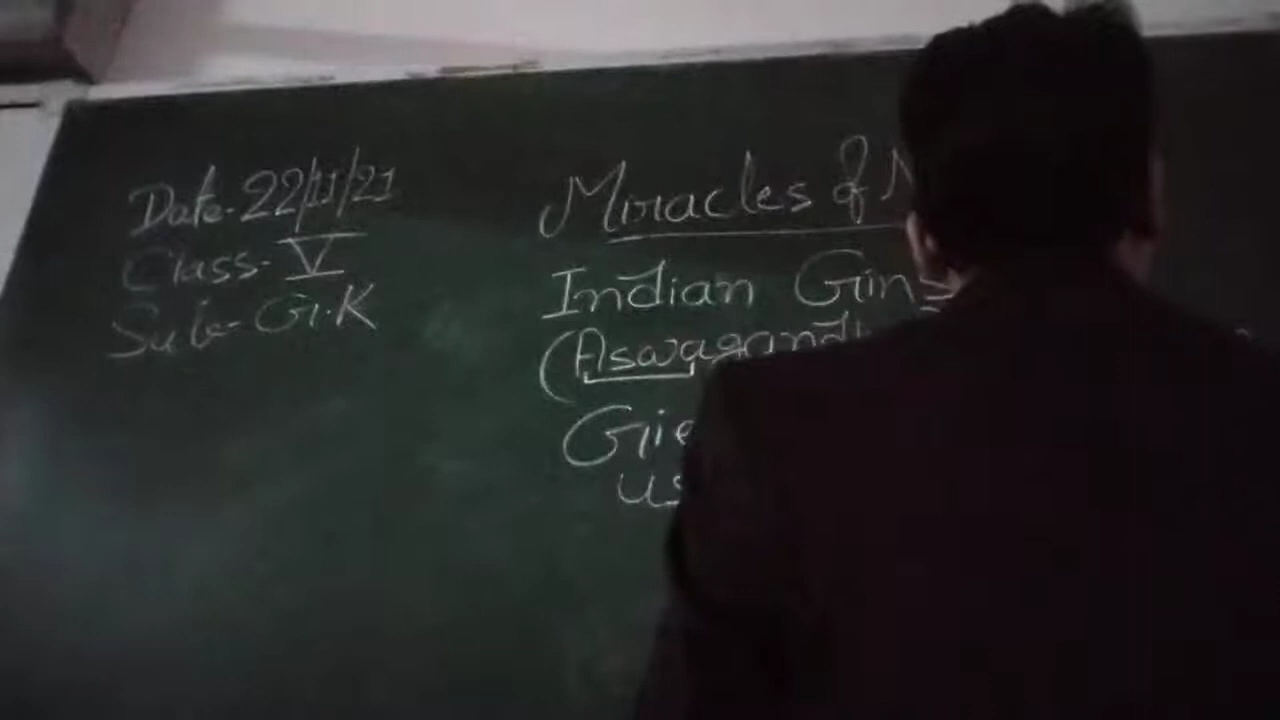 Date- 22/11/21
Class- V
Sub- G.K
Miracles of N
Indian Gins
(Aswagandh
Gie
us